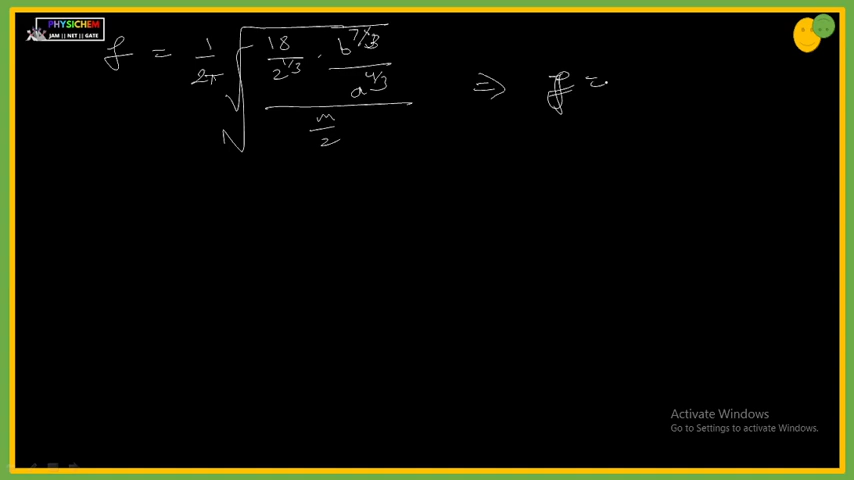 PHYSICHEM
JAM || NET || GATE
f = 1/2π √((18/2^1/3 · b^7/3/a^4/3)/(m/2)) ⇒ f =
Activate Windows
Go to Settings to activate Windows.